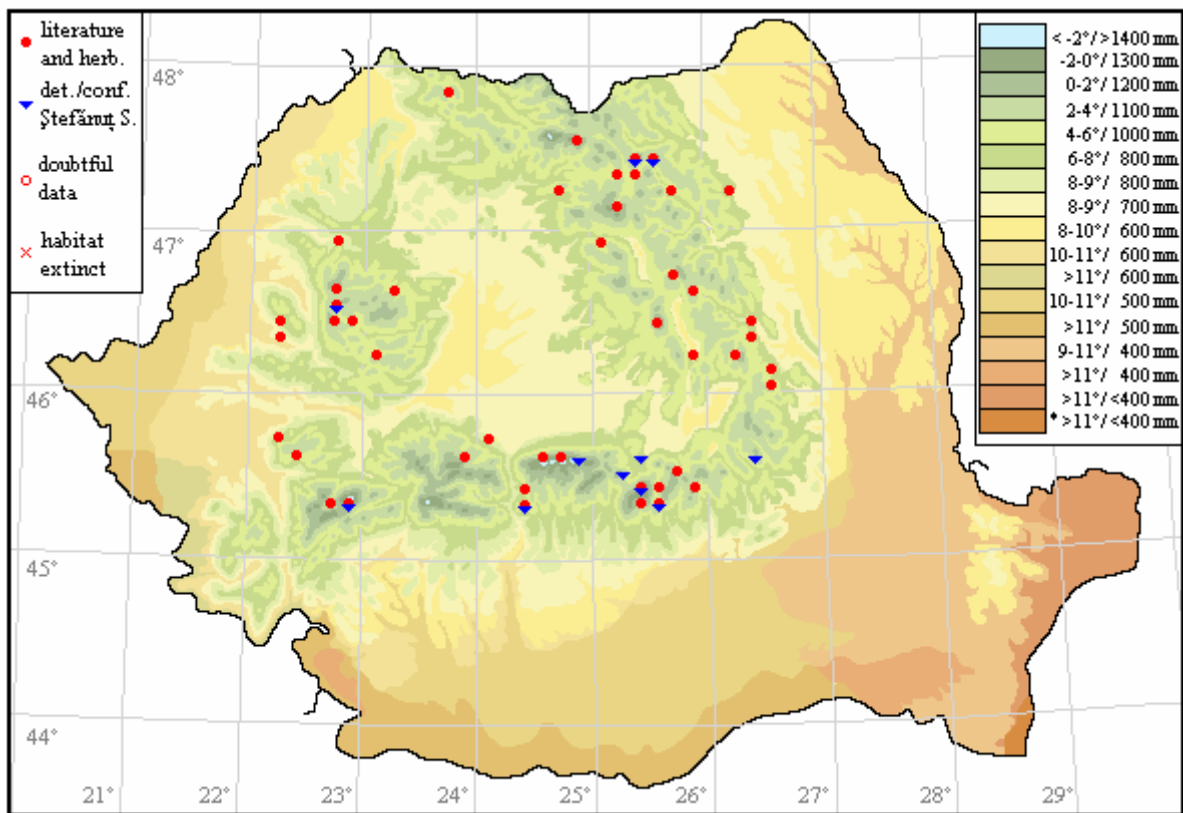 literature
and herb.
det./conf.
Ştefănuţ S.
doubtful
data
habitat
extinct
< -2°/ >1400 mm
-2-0°/ 1300 mm
0-2°/ 1200 mm
2-4°/ 1100 mm
4-6°/ 1000 mm
6-8°/ 800 mm
8-9°/ 800 mm
8-9°/ 700 mm
8-10°/ 600 mm
10-11°/ 600 mm
>11°/ 600 mm
10-11°/ 500 mm
>11°/ 500 mm
9-11°/ 400 mm
>11°/ 400 mm
>11°/ <400 mm
* >11°/ <400 mm
48°
47°
46°
45°
44°
21° 22° 23° 24° 25° 26° 27° 28° 29°